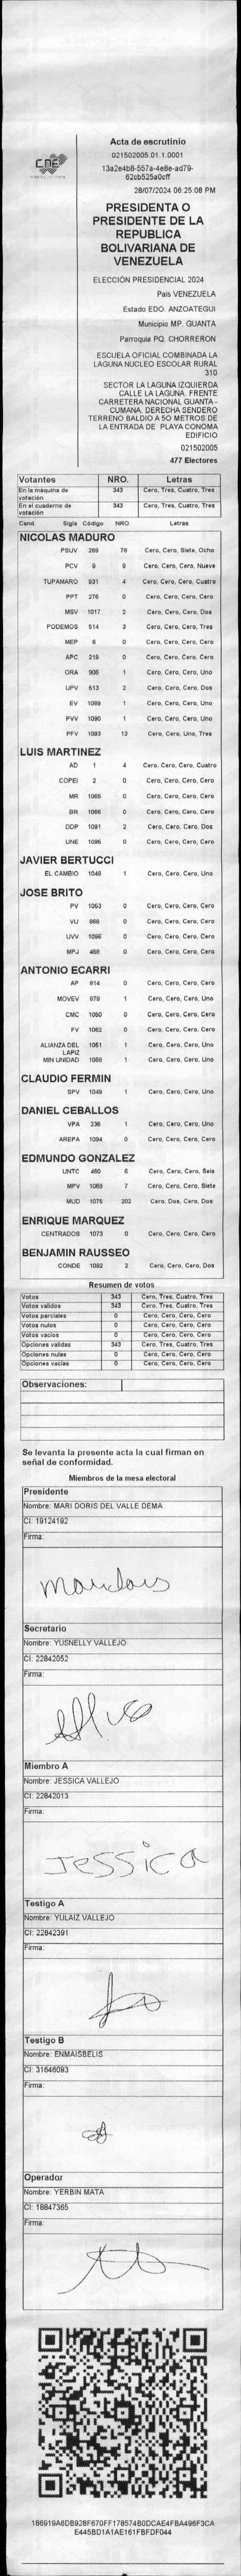 CNE
Acta de escrutinio
021502005.01.1.0001
13a2e4b8-557a-4e8e-ad79-
62cb525a0cff
28/07/2024 06:25:08 PM
PRESIDENTA O
PRESIDENTE DE LA
REPUBLICA
BOLIVARIANA DE
VENEZUELA
ELECCIÓN PRESIDENCIAL 2024
País VENEZUELA
Estado EDO. ANZOATEGUI
Municipio MP. GUANTA
Parroquia PQ. CHORRERON
ESCUELA OFICIAL COMBINADA LA
LAGUNA NUCLEO ESCOLAR RURAL
310
SECTOR LA LAGUNA IZQUIERDA
CALLE LA LAGUNA. FRENTE
CARRETERA NACIONAL GUANTA -
CUMANA. DERECHA SENDERO
TERRENO BALDIO A 50 METROS DE
LA ENTRADA DE PLAYA CONOMA
EDIFICIO
021502005
477 Electores
Votantes NRO. Letras
En la máquina de votación 343 Cero, Tres, Cuatro, Tres
En el cuaderno de votación 343 Cero, Tres, Cuatro, Tres
Cand. Sigla Código NRO. Letras
NICOLAS MADURO
PSUV 269 78 Cero, Cero, Siete, Ocho
PCV 9 9 Cero, Cero, Cero, Nueve
TUPAMARO 931 4 Cero, Cero, Cero, Cuatro
PPT 276 0 Cero, Cero, Cero, Cero
MSV 1017 2 Cero, Cero, Cero, Dos
PODEMOS 514 3 Cero, Cero, Cero, Tres
MEP 6 0 Cero, Cero, Cero, Cero
APC 219 0 Cero, Cero, Cero, Cero
ORA 905 1 Cero, Cero, Cero, Uno
UPV 513 2 Cero, Cero, Cero, Dos
EV 1089 1 Cero, Cero, Cero, Uno
PVV 1090 1 Cero, Cero, Cero, Uno
PFV 1093 13 Cero, Cero, Uno, Tres
LUIS MARTINEZ
AD 1 4 Cero, Cero, Cero, Cuatro
COPEI 2 0 Cero, Cero, Cero, Cero
MR 1065 0 Cero, Cero, Cero, Cero
BR 1066 0 Cero, Cero, Cero, Cero
DDP 1091 2 Cero, Cero, Cero, Dos
UNE 1095 0 Cero, Cero, Cero, Cero
JAVIER BERTUCCI
EL CAMBIO 1048 1 Cero, Cero, Cero, Uno
JOSE BRITO
PV 1053 0 Cero, Cero, Cero, Cero
VU 868 0 Cero, Cero, Cero, Cero
UVV 1096 0 Cero, Cero, Cero, Cero
MPJ 456 0 Cero, Cero, Cero, Cero
ANTONIO ECARRI
AP 814 0 Cero, Cero, Cero, Cero
MOVEV 878 1 Cero, Cero, Cero, Uno
CMC 1050 0 Cero, Cero, Cero, Cero
FV 1062 0 Cero, Cero, Cero, Cero
ALIANZA DEL LAPIZ 1051 1 Cero, Cero, Cero, Uno
MIN UNIDAD 1058 1 Cero, Cero, Cero, Uno
CLAUDIO FERMIN
SPV 1049 1 Cero, Cero, Cero, Uno
DANIEL CEBALLOS
VPA 236 1 Cero, Cero, Cero, Uno
AREPA 1094 0 Cero, Cero, Cero, Cero
EDMUNDO GONZALEZ
UNTC 460 6 Cero, Cero, Cero, Seis
MPV 1069 7 Cero, Cero, Cero, Siete
MUD 1075 202 Cero, Dos, Cero, Dos
ENRIQUE MARQUEZ
CENTRADOS 1073 0 Cero, Cero, Cero, Cero
BENJAMIN RAUSSEO
CONDE 1092 2 Cero, Cero, Cero, Dos
Resumen de votos
Votos 343 Cero, Tres, Cuatro, Tres
Votos validos 343 Cero, Tres, Cuatro, Tres
Votos parciales 0 Cero, Cero, Cero, Cero
Votos nulos 0 Cero, Cero, Cero, Cero
Votos vacios 0 Cero, Cero, Cero, Cero
Opciones validas 343 Cero, Tres, Cuatro, Tres
Opciones nulas 0 Cero, Cero, Cero, Cero
Opciones vacias 0 Cero, Cero, Cero, Cero
Observaciones:
Se levanta la presente acta la cual firman en
señal de conformidad.
Miembros de la mesa electoral
Presidente
Nombre: MARI DORIS DEL VALLE DEMA
CI: 19124192
Firma:
Secretario
Nombre: YUSNELLY VALLEJO
CI: 22842052
Firma:
Miembro A
Nombre: JESSICA VALLEJO
CI: 22842013
Firma:
Jessica
Testigo A
Nombre: YULAIZ VALLEJO
CI: 22842391
Firma:
Testigo B
Nombre: ENMAISBELIS
CI: 31646093
Firma:
Operador
Nombre: YERBIN MATA
CI: 18847365
Firma:
186919A6DB928F670FF178574B0DCAE4FBA496F3CA
E445BD1A1AE161FBFDF044